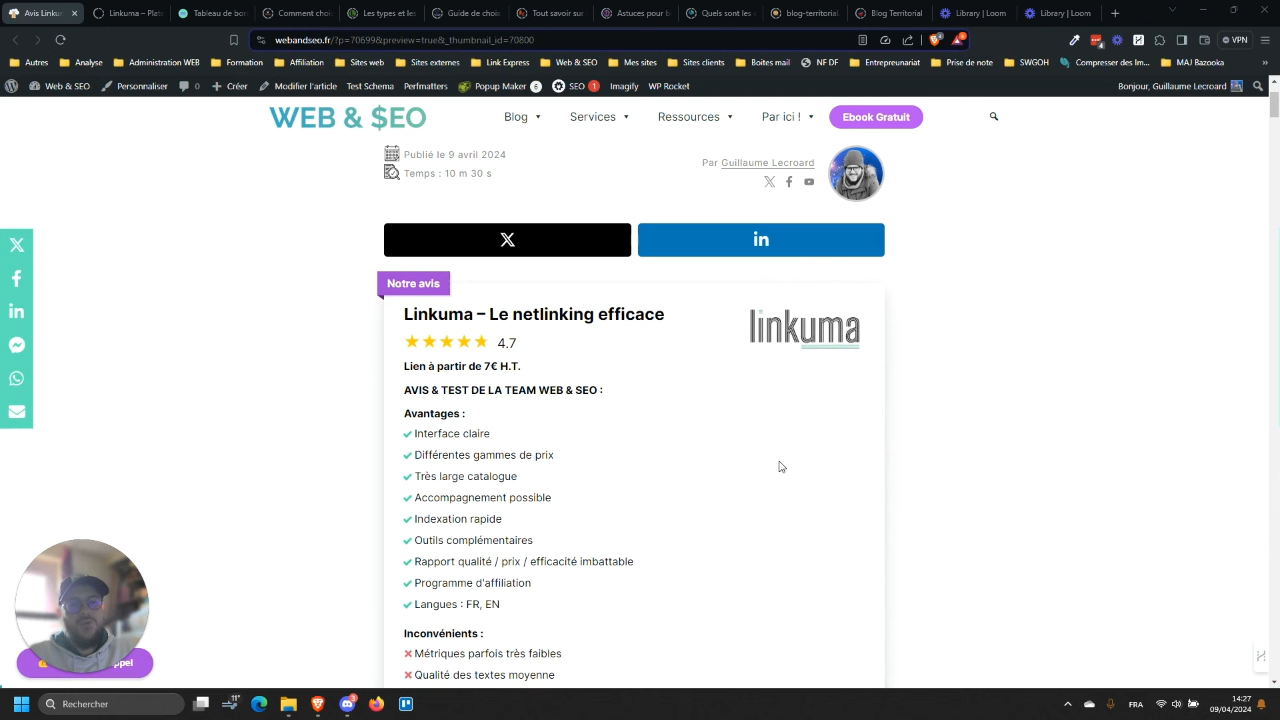 Avis Linkur
Linkuma – Plate
Tableau de bor
Comment chois
Les types et les
Guide de choix
Tout savoir sur
Astuces pour b
Quels sont les
blog-territorial.
Blog Territorial
Library | Loom
Library | Loom
webandseo.fr/?p=70699&preview=true&_thumbnail_id=70800
VPN
Autres
Analyse
Administration WEB
Formation
Affiliation
Sites web
Sites externes
Link Express
Web & SEO
Mes sites
Sites clients
Boites mail
NF DF
Entrepreunariat
Prise de note
SWGOH
Compresser des Im...
MAJ Bazooka
Web & SEO
Personnaliser
0
Créer
Modifier l'article
Test Schema
Perfmatters
Popup Maker 6
SEO 1
Imagify
WP Rocket
Bonjour, Guillaume Lecroard
WEB & $EO
Blog
Services
Ressources
Par ici !
Ebook Gratuit
Publié le 9 avril 2024
Temps : 10 m 30 s
Par Guillaume Lecroard
Notre avis
Linkuma – Le netlinking efficace
linkuma
4.7
Lien à partir de 7€ H.T.
AVIS & TEST DE LA TEAM WEB & SEO :
Avantages :
Interface claire
Différentes gammes de prix
Très large catalogue
Accompagnement possible
Indexation rapide
Outils complémentaires
Rapport qualité / prix / efficacité imbattable
Programme d'affiliation
Langues : FR, EN
Inconvénients :
Métriques parfois très faibles
Qualité des textes moyenne
ppel
Rechercher
11°
FRA
14:27
09/04/2024